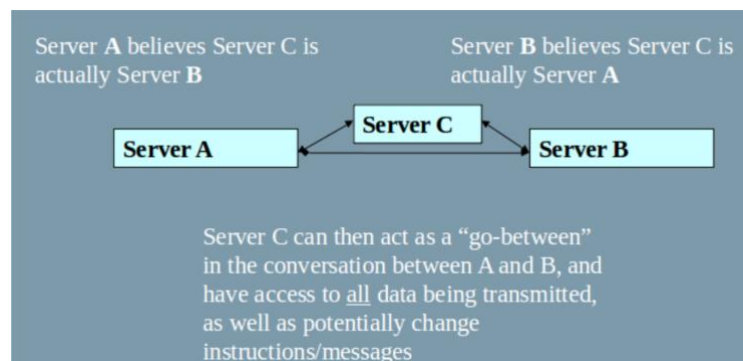 Server A believes Server C is
actually Server B
Server B believes Server C is
actually Server A
Server C
Server A
Server B
Server C can then act as a “go-between”
in the conversation between A and B, and
have access to all data being transmitted,
as well as potentially change
instructions/messages